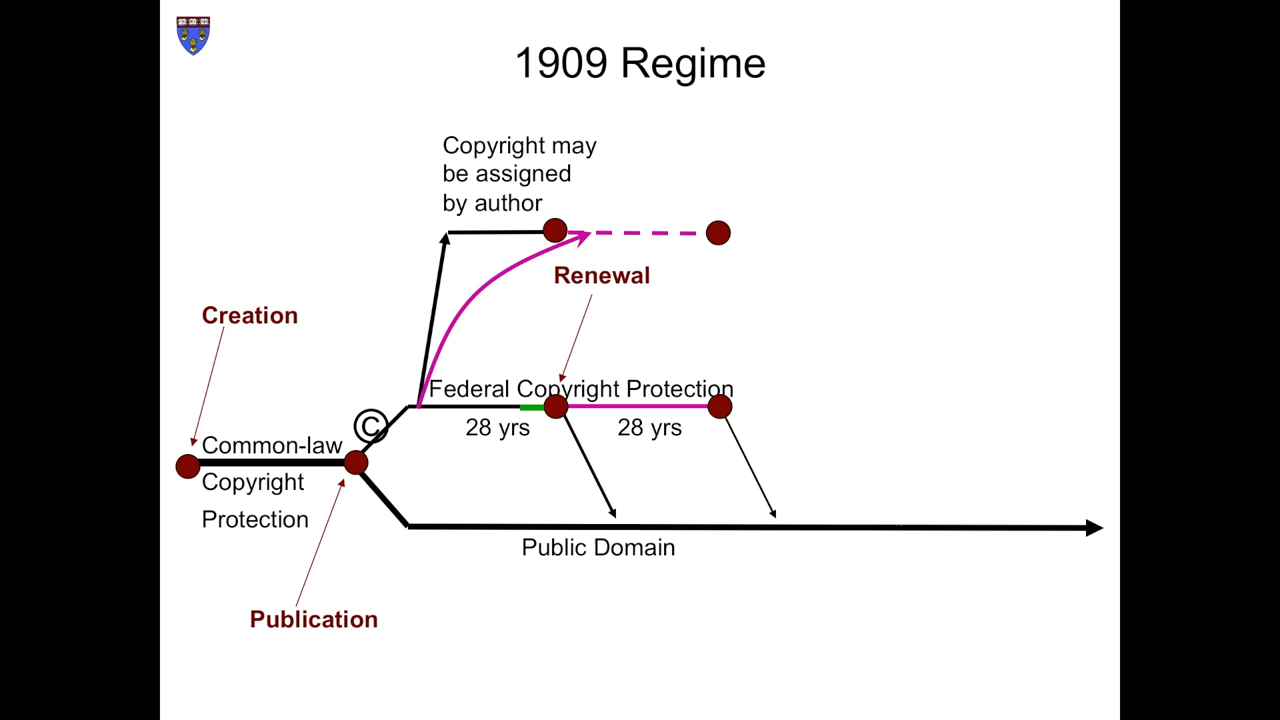 1909 Regime
Copyright may
be assigned
by author
Renewal
Creation
Federal Copyright Protection
©
28 yrs
28 yrs
Common-law
Copyright
Protection
Public Domain
Publication